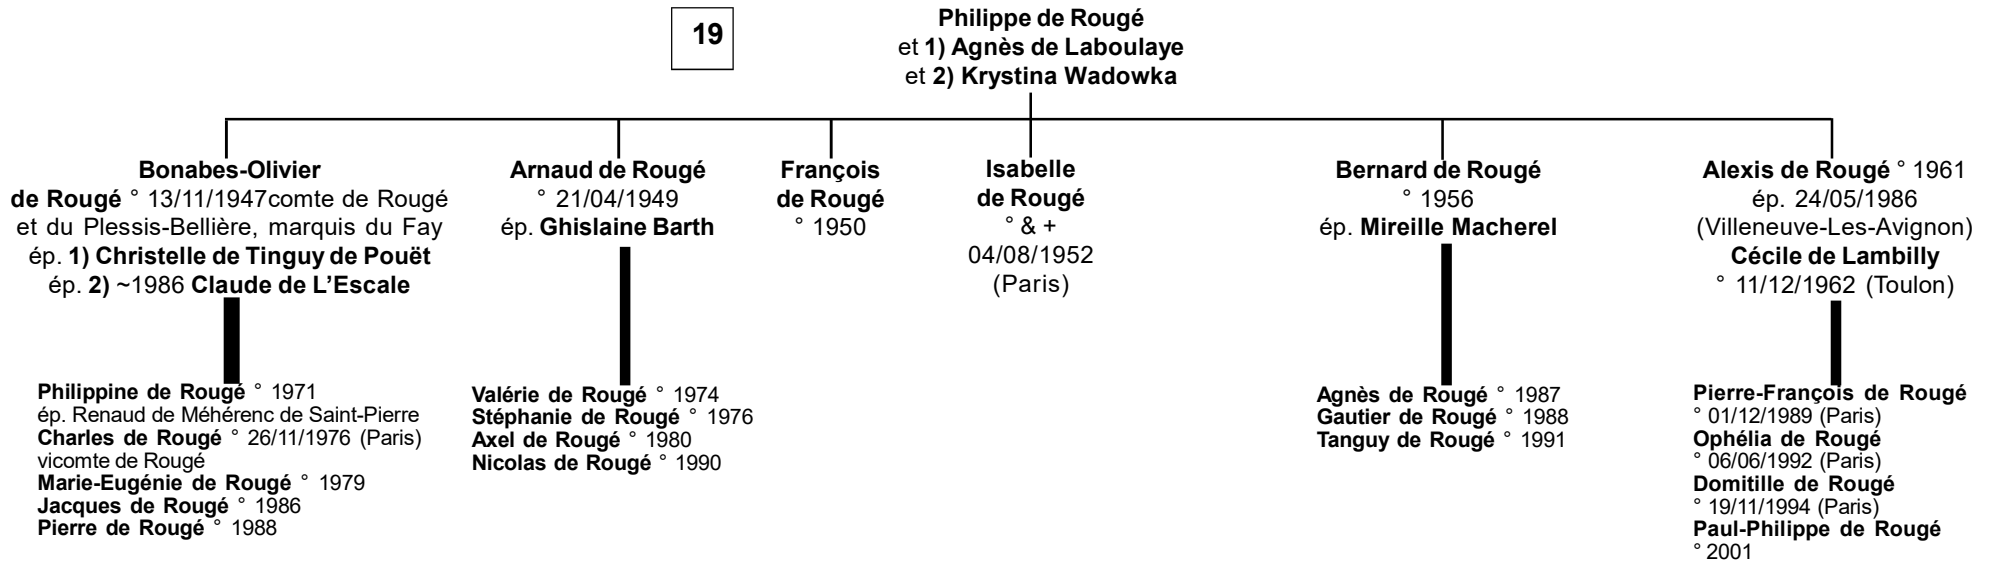 19
Philippe de Rougé
et 1) Agnès de Laboulaye
et 2) Krystina Wadowka
Bonabes-Olivier
de Rougé ° 13/11/1947comte de Rougé
et du Plessis-Bellière, marquis du Fay
ép. 1) Christelle de Tinguy de Pouët
ép. 2) ~1986 Claude de L'Escale
Arnaud de Rougé
° 21/04/1949
ép. Ghislaine Barth
François
de Rougé
° 1950
Isabelle
de Rougé
° & +
04/08/1952
(Paris)
Bernard de Rougé
° 1956
ép. Mireille Macherel
Alexis de Rougé ° 1961
ép. 24/05/1986
(Villeneuve-Les-Avignon)
Cécile de Lambilly
° 11/12/1962 (Toulon)
Philippine de Rougé ° 1971
ép. Renaud de Méhérenc de Saint-Pierre
Charles de Rougé ° 26/11/1976 (Paris)
vicomte de Rougé
Marie-Eugénie de Rougé ° 1979
Jacques de Rougé ° 1986
Pierre de Rougé ° 1988
Valérie de Rougé ° 1974
Stéphanie de Rougé ° 1976
Axel de Rougé ° 1980
Nicolas de Rougé ° 1990
Agnès de Rougé ° 1987
Gautier de Rougé ° 1988
Tanguy de Rougé ° 1991
Pierre-François de Rougé
° 01/12/1989 (Paris)
Ophélia de Rougé
° 06/06/1992 (Paris)
Domitille de Rougé
° 19/11/1994 (Paris)
Paul-Philippe de Rougé
° 2001